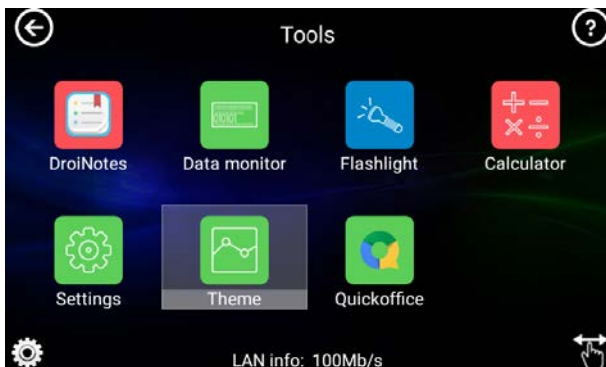 Tools
?
DroiNotes
Data monitor
Flashlight
Calculator
Settings
Theme
Quickoffice
LAN info: 100Mb/s